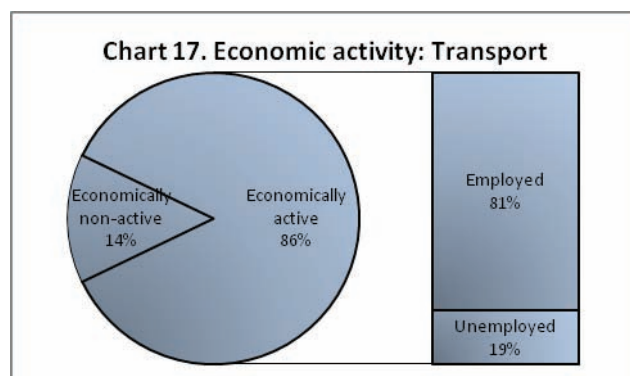 Chart 17. Economic activity: Transport
Economically
non-active
14%
Economically
active
86%
Employed
81%
Unemployed
19%